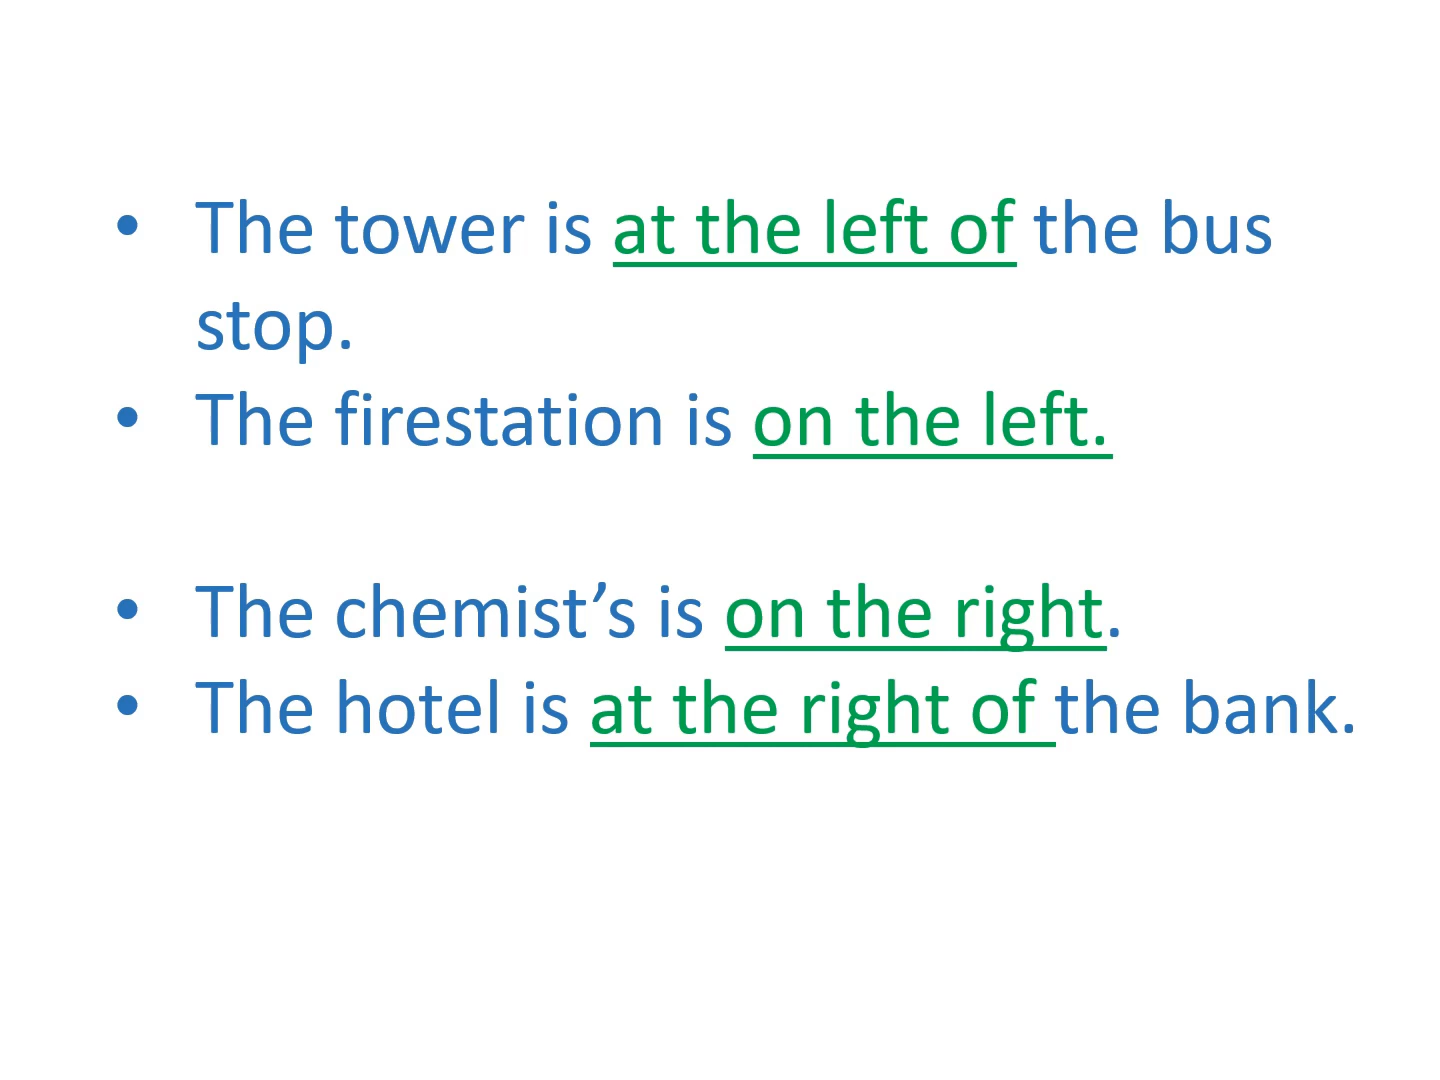 • The tower is at the left of the bus
stop.
• The firestation is on the left.
• The chemist’s is on the right.
• The hotel is at the right of the bank.